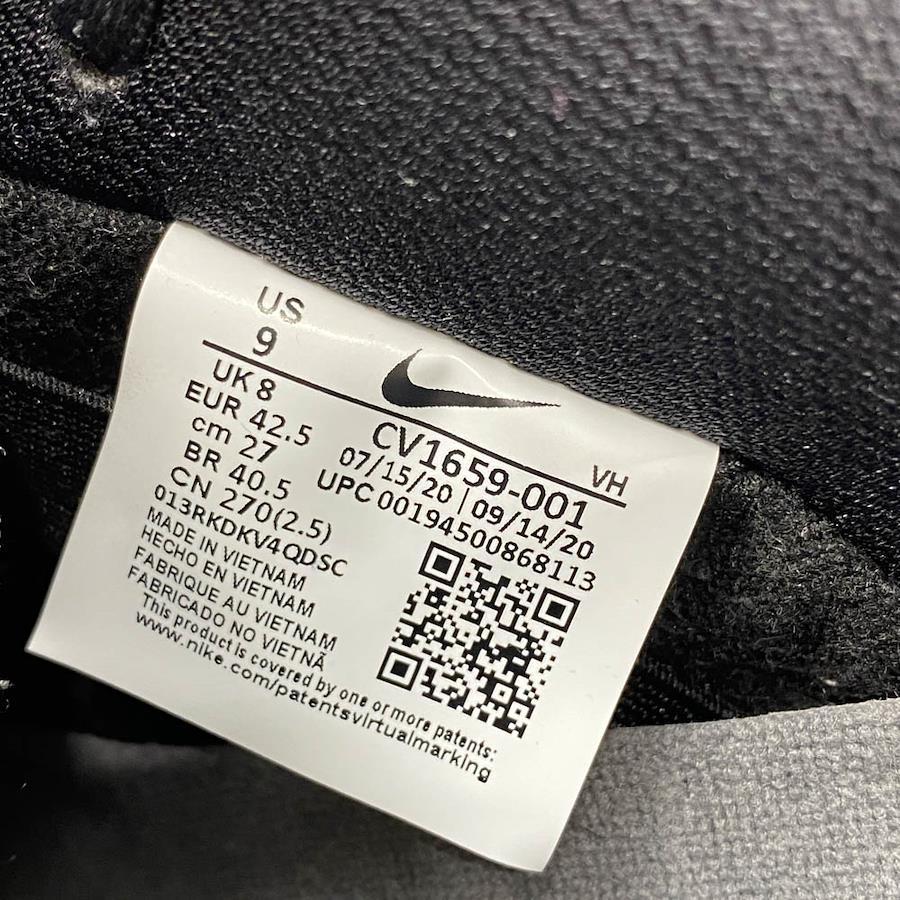 US
9
UK 8
EUR 42.5
cm 27
BR 40.5
CN 270(2.5)
013RKDKV4QDSC
VH
CV1659-001
07/15/20 | 09/14/20
UPC 00194500868113
MADE IN VIETNAM
HECHO EN VIETNAM
FABRIQUE AU VIETNAM
FABRICADO NO VIETNÃ
This product is covered by one or more patents:
www.nike.com/patentsvirtualmarking